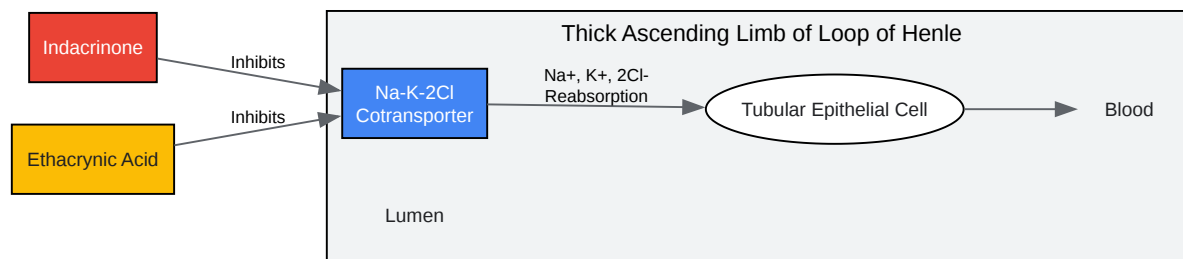 Thick Ascending Limb of Loop of Henle
Indacrinone
Inhibits
Na-K-2Cl
Cotransporter
Na+, K+, 2Cl-
Reabsorption
Tubular Epithelial Cell
Blood
Inhibits
Ethacrynic Acid
Lumen